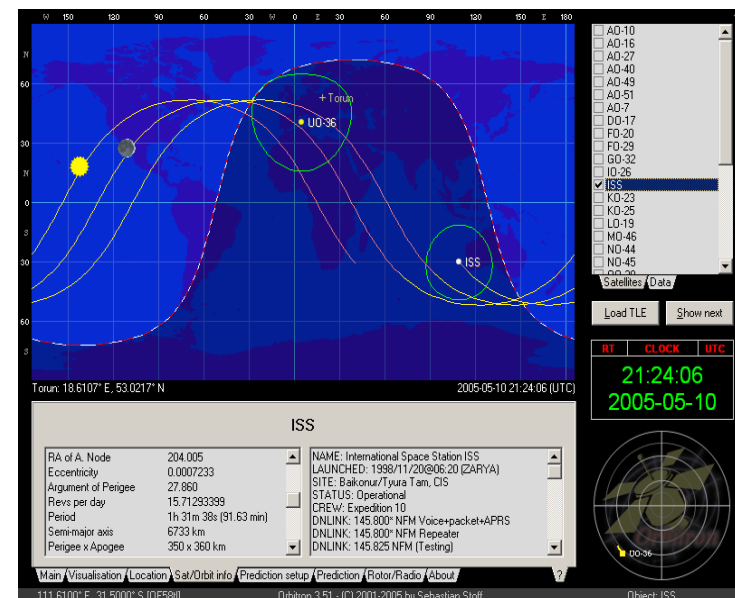 W 150 120 90 60 30 W 0 E 30 60 90 120 150 E 180
N
60
30
N
0
S
30
60
S
Torun
UO-36
ISS
Torun: 18.6107° E, 53.0217° N 2005-05-10 21:24:06 (UTC)
AO-10
AO-16
AO-27
AO-40
AO-49
AO-51
AO-7
DO-17
FO-20
FO-29
GO-32
IO-26
ISS
KO-23
KO-25
LO-19
MO-46
NO-44
NO-45
Satellites Data
Load TLE Show next
RT CLOCK UTC
21:24:06
2005-05-10
UO-36
ISS
RA of A. Node 204.005
Eccentricity 0.0007233
Argument of Perigee 27.860
Revs per day 15.71293399
Period 1h 31m 38s (91.63 min)
Semi-major axis 6733 km
Perigee x Apogee 350 x 360 km
NAME: International Space Station ISS
LAUNCHED: 1998/11/20@06:20 (ZARYA)
SITE: Baikonur/Tyura Tam, CIS
STATUS: Operational
CREW: Expedition 10
DNLINK: 145.800* NFM Voice+packet+APRS
DNLINK: 145.800* NFM Repeater
DNLINK: 145.825 NFM (Testing)
Main Visualisation Location Sat/Orbit info Prediction setup Prediction Rotor/Radio About ?
111.6100° E, 31.5000° S [OF58tl] Orbitron 3.51 - (C) 2001-2005 by Sebastian Stoff Object: ISS